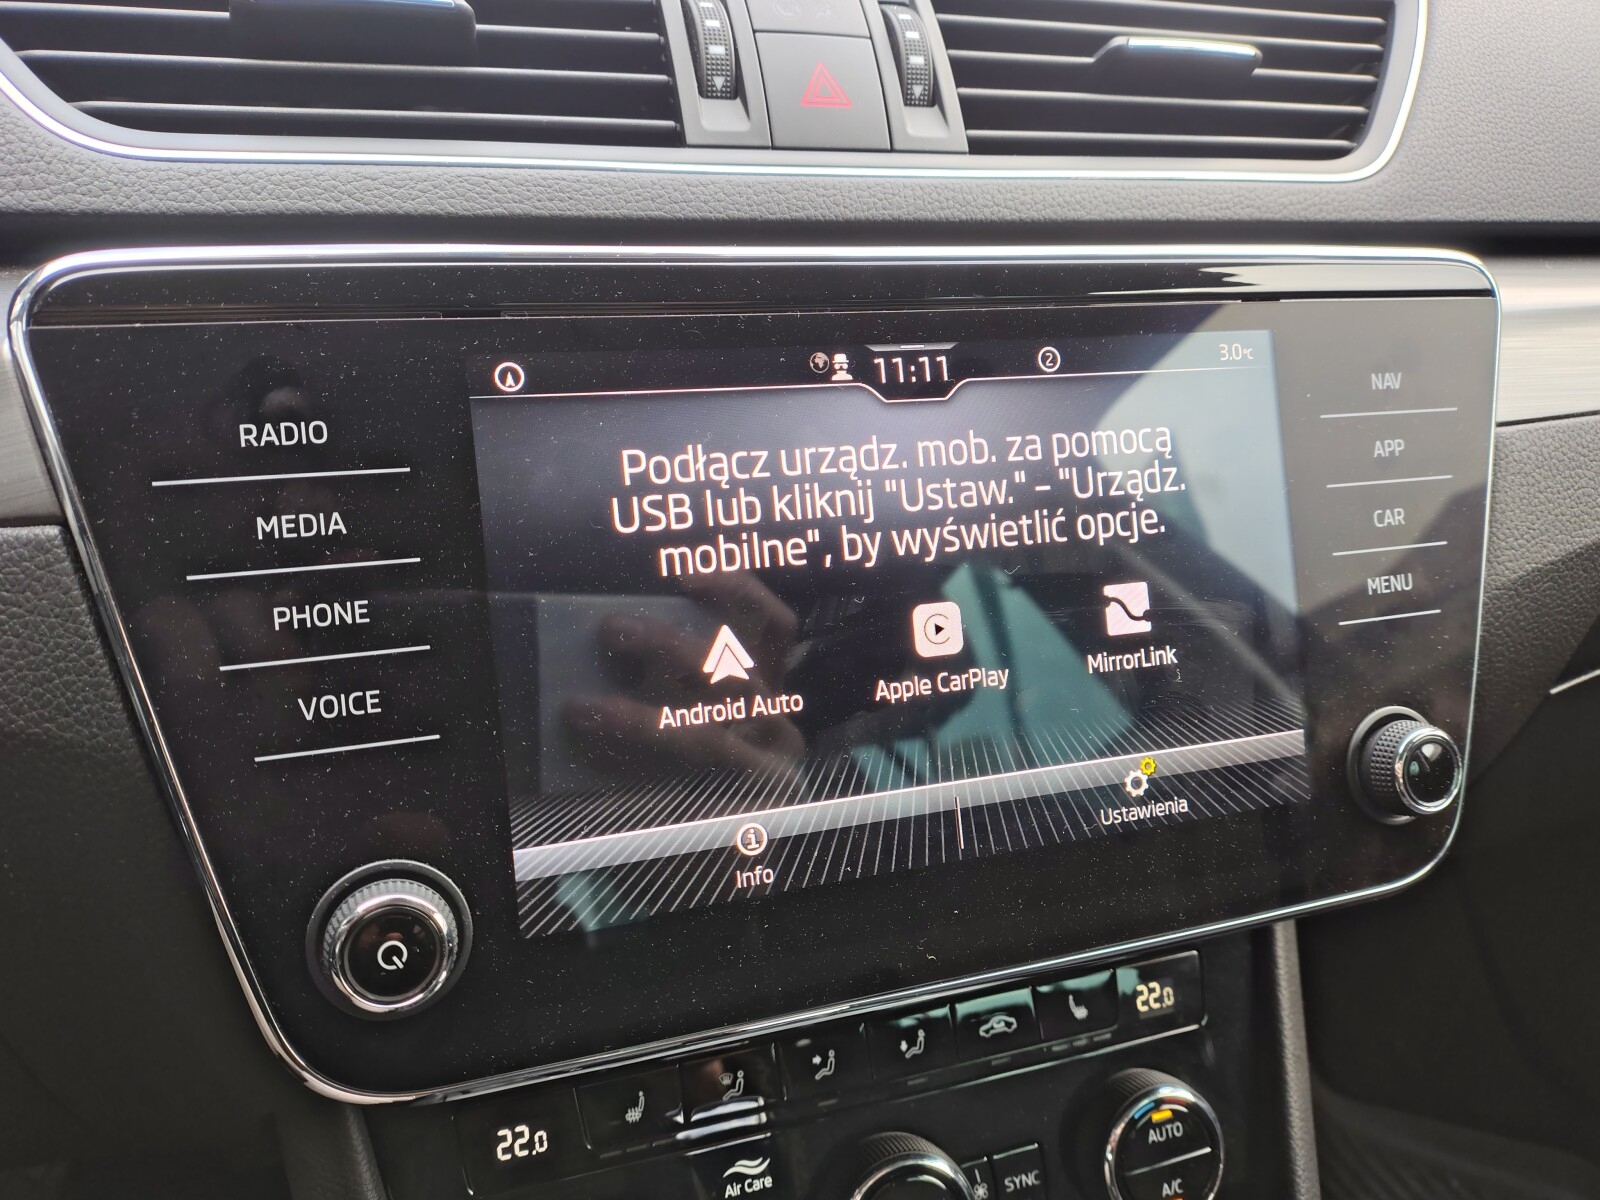 11:11
2
3.0°C
RADIO
MEDIA
PHONE
VOICE
Podłącz urządz. mob. za pomocą
USB lub kliknij "Ustaw." - "Urządz.
mobilne", by wyświetlić opcje.
Android Auto
Apple CarPlay
MirrorLink
Info
Ustawienia
NAV
APP
CAR
MENU
22.0
22.0
Air Care
SYNC
AUTO
A/C